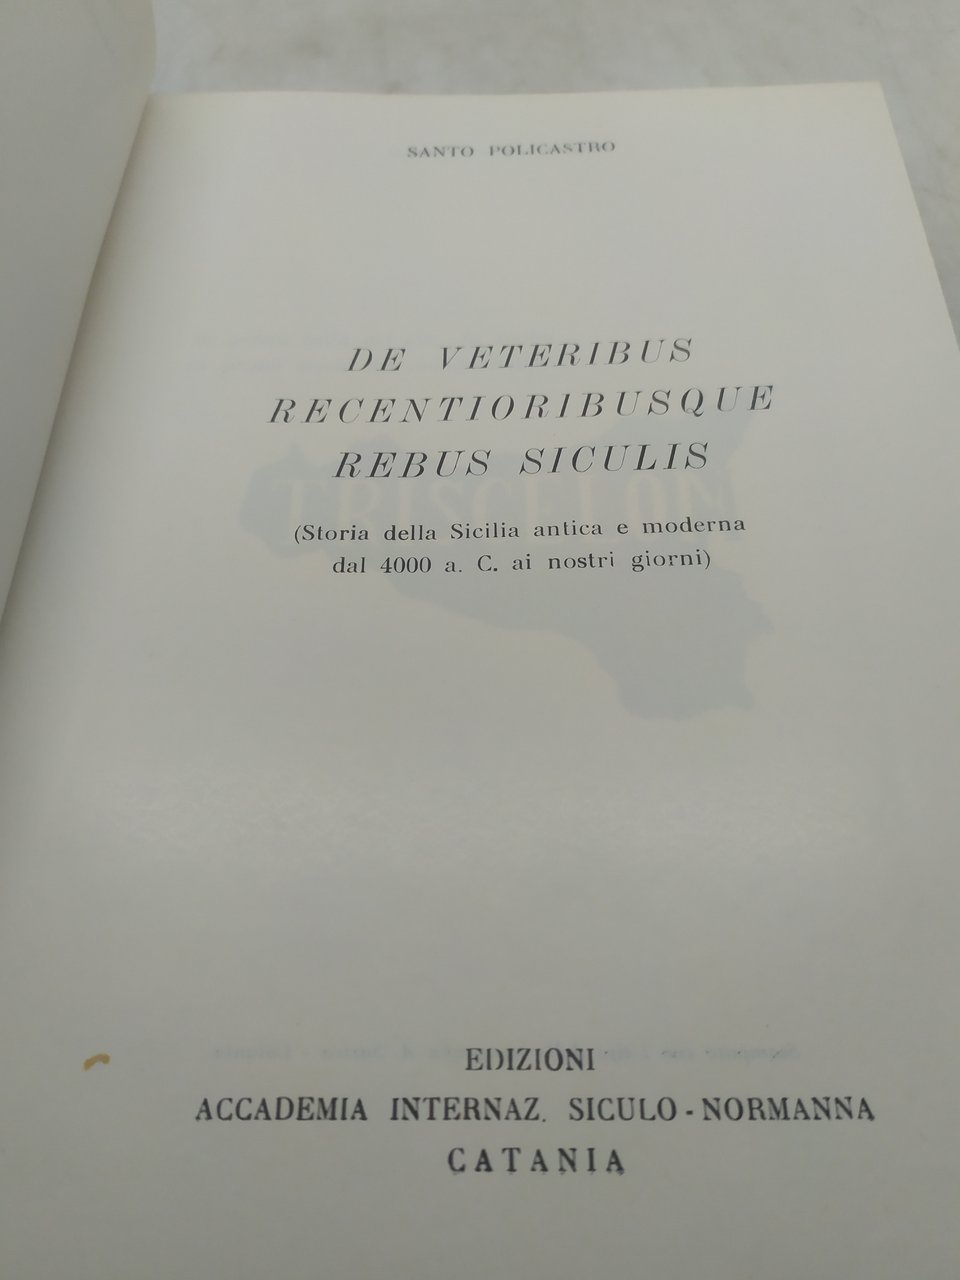 SANTO POLICASTRO
DE VETERIBUS
RECENTIORIBUSQUE
REBUS SICULIS
(Storia della Sicilia antica e moderna
dal 4000 a. C. ai nostri giorni)
EDIZIONI
ACCADEMIA INTERNAZ. SICULO-NORMANNA
CATANIA